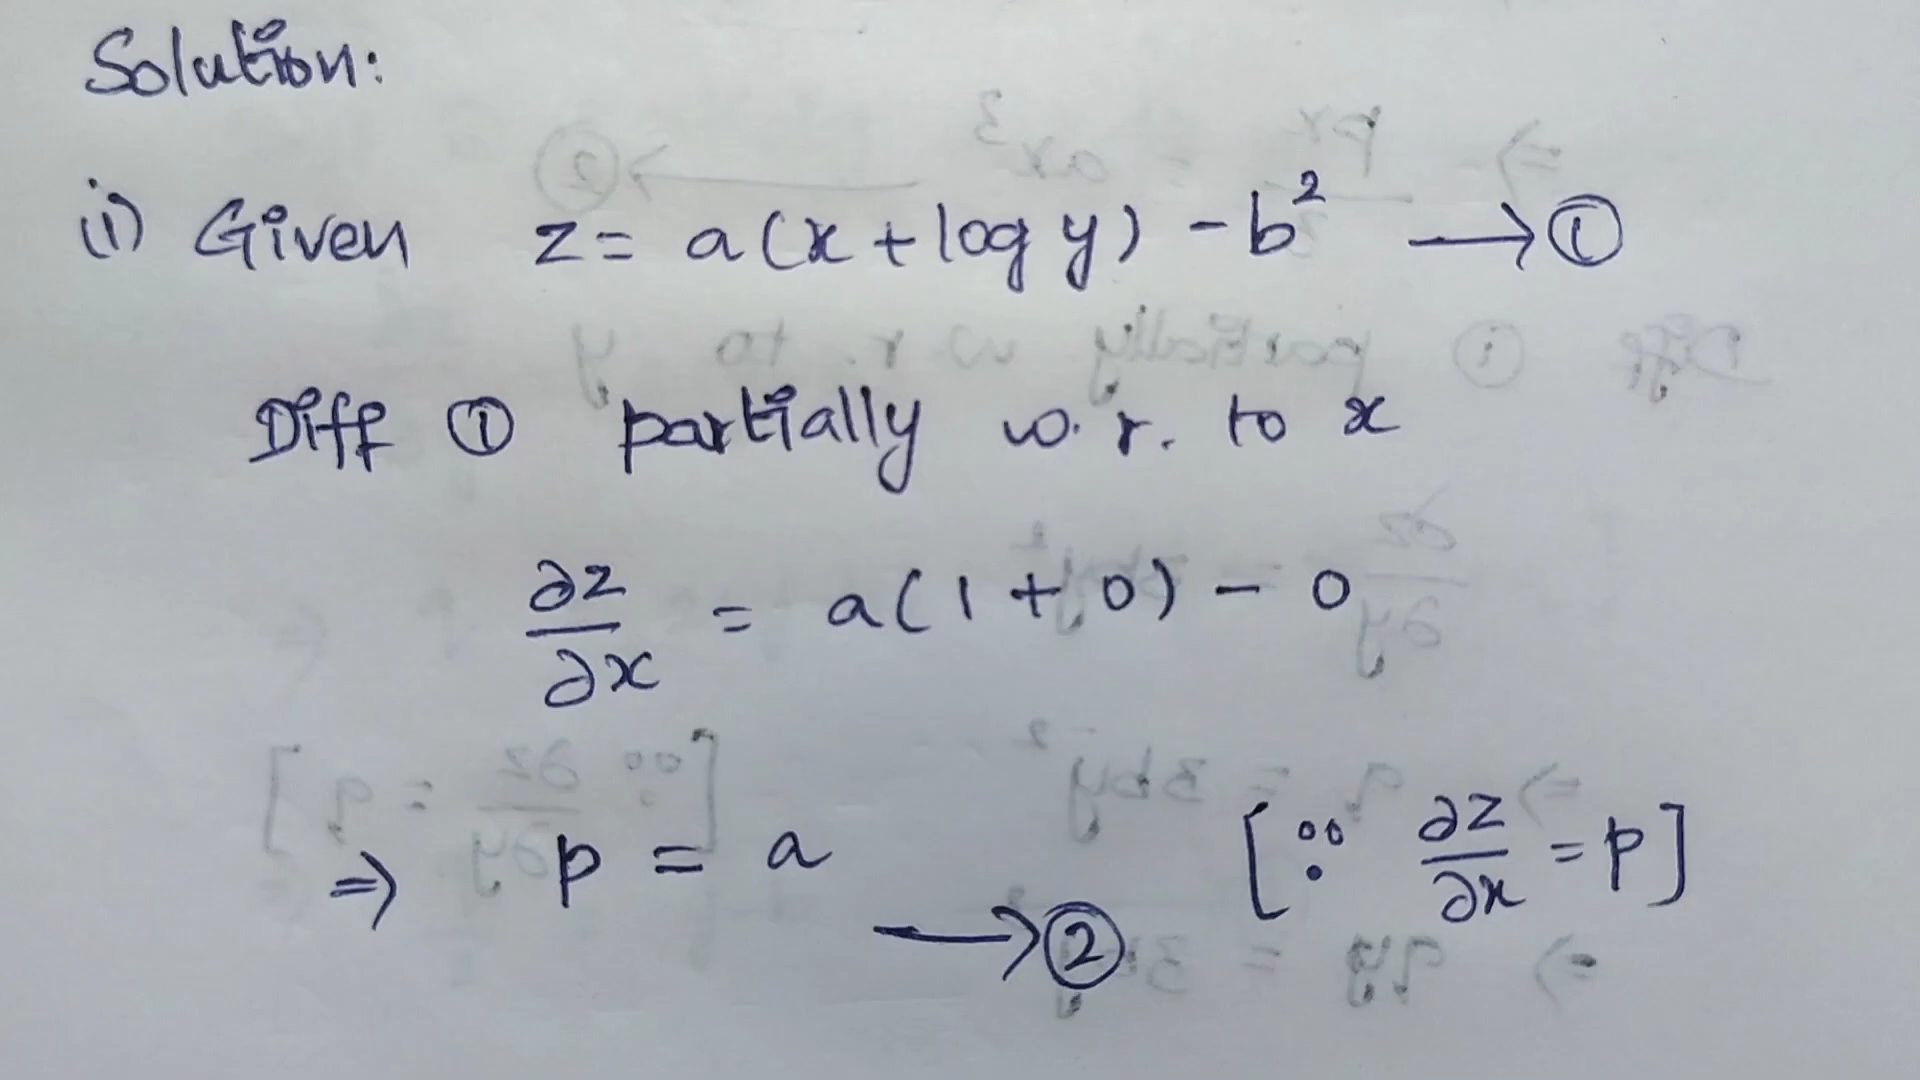 Solution:
(i) Given z = a(x + log y) - b² → ①
Diff ① partially w.r. to x
∂z/∂x = a(1 + 0) - 0
⇒ p = a → ② [∵ ∂z/∂x = p]